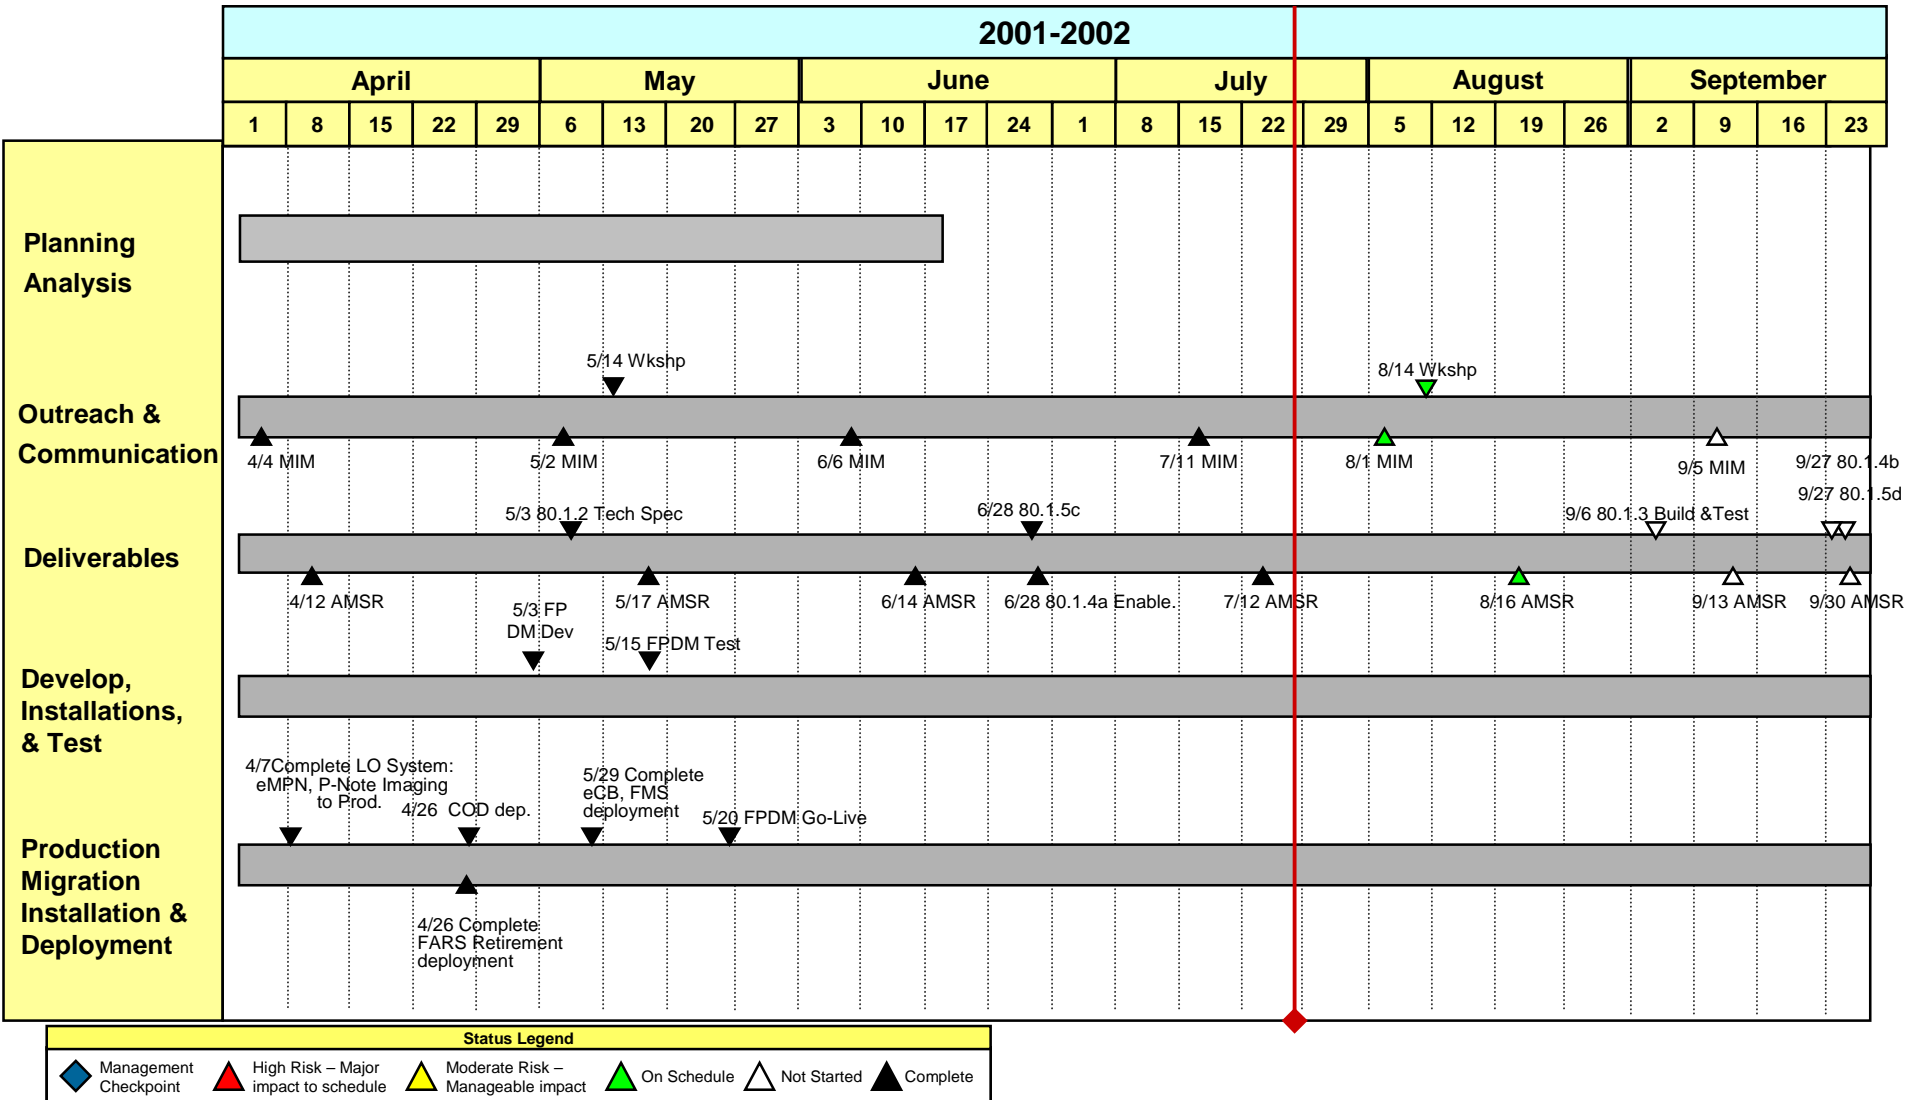 2001-2002
April May June July August September
1 8 15 22 29 6 13 20 27 3 10 17 24 1 8 15 22 29 5 12 19 26 2 9 16 23
Planning
Analysis
5/14 Wkshp
8/14 Wkshp
Outreach &
Communication
4/4 MIM
5/2 MIM
6/6 MIM
7/11 MIM
8/1 MIM
9/5 MIM
9/27 80.1.4b
9/27 80.1.5d
5/3 80.1.2 Tech Spec
6/28 80.1.5c
9/6 80.1.3 Build &Test
Deliverables
4/12 AMSR
5/17 AMSR
6/14 AMSR
6/28 80.1.4a Enable.
7/12 AMSR
8/16 AMSR
9/13 AMSR
9/30 AMSR
5/3 FP
DM Dev
5/15 FPDM Test
Develop,
Installations,
& Test
4/7Complete LO System:
eMPN, P-Note Imaging
to Prod.
4/26 COD dep.
5/29 Complete
eCB, FMS
deployment
5/20 FPDM Go-Live
Production
Migration
Installation &
Deployment
4/26 Complete
FARS Retirement
deployment
Status Legend
Management
Checkpoint
High Risk – Major
impact to schedule
Moderate Risk –
Manageable impact
On Schedule
Not Started
Complete